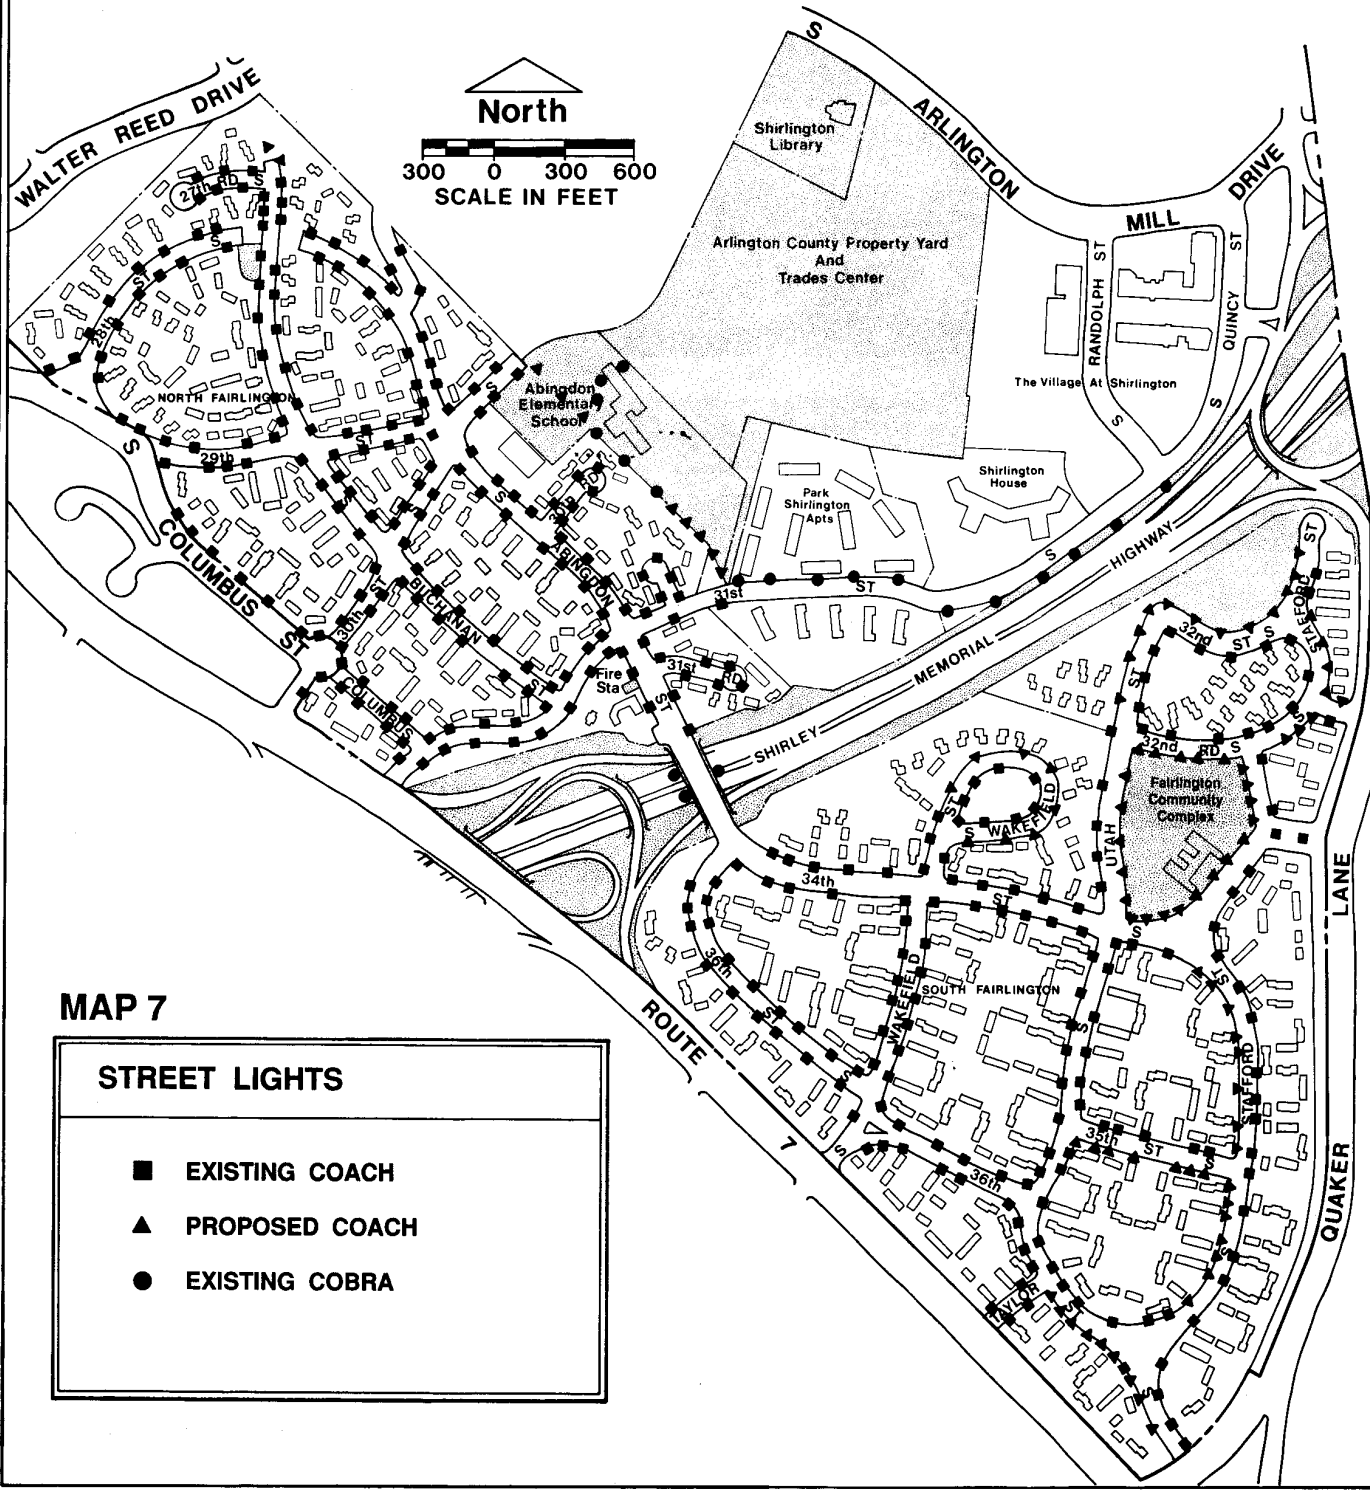 S ARLINGTON MILL DRIVE
WALTER REED DRIVE
North
300 0 300 600
SCALE IN FEET
Shirlington
Library
Arlington County Property Yard
And
Trades Center
RANDOLPH ST
S
QUINCY ST
S
The Village At Shirlington
27th RD S
28th ST S
NORTH FAIRLINGTON
29th ST S
Abingdon
Elementary
School
S
30th RD
S ABINGDON ST
Shirlington
House
Park
Shirlington
Apts
31st ST S
S COLUMBUS ST
30th ST
S BUCHANAN ST
COLUMBUS
Fire
Sta
31st RD
SHIRLEY MEMORIAL HIGHWAY
32nd ST S
STAFFORD ST
S
32nd RD S
UTAH ST
S
Fairlington
Community
Complex
S WAKEFIELD ST
34th ST S
36th ST S
WAKEFIELD
S
SOUTH FAIRLINGTON
S
STAFFORD ST
S
35th ST S
36th
S
TAYLOR ST
S
QUAKER LANE
ROUTE 7
7
MAP 7
STREET LIGHTS
EXISTING COACH
PROPOSED COACH
EXISTING COBRA